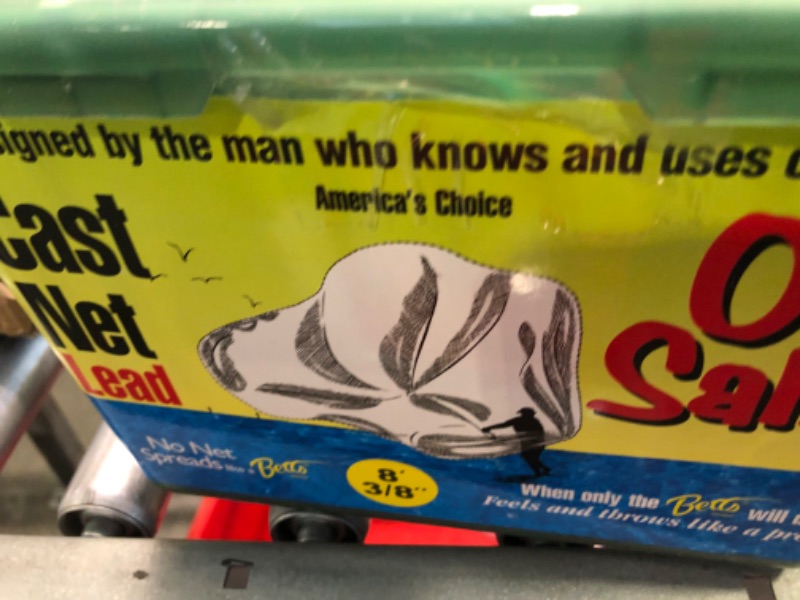 signed by the man who knows and uses
America's Choice
Cast
Net
Lead
O
Sal
No Net
Spreads like a Betts
8'
3/8"
When only the Betts will
Feels and throws like a pro